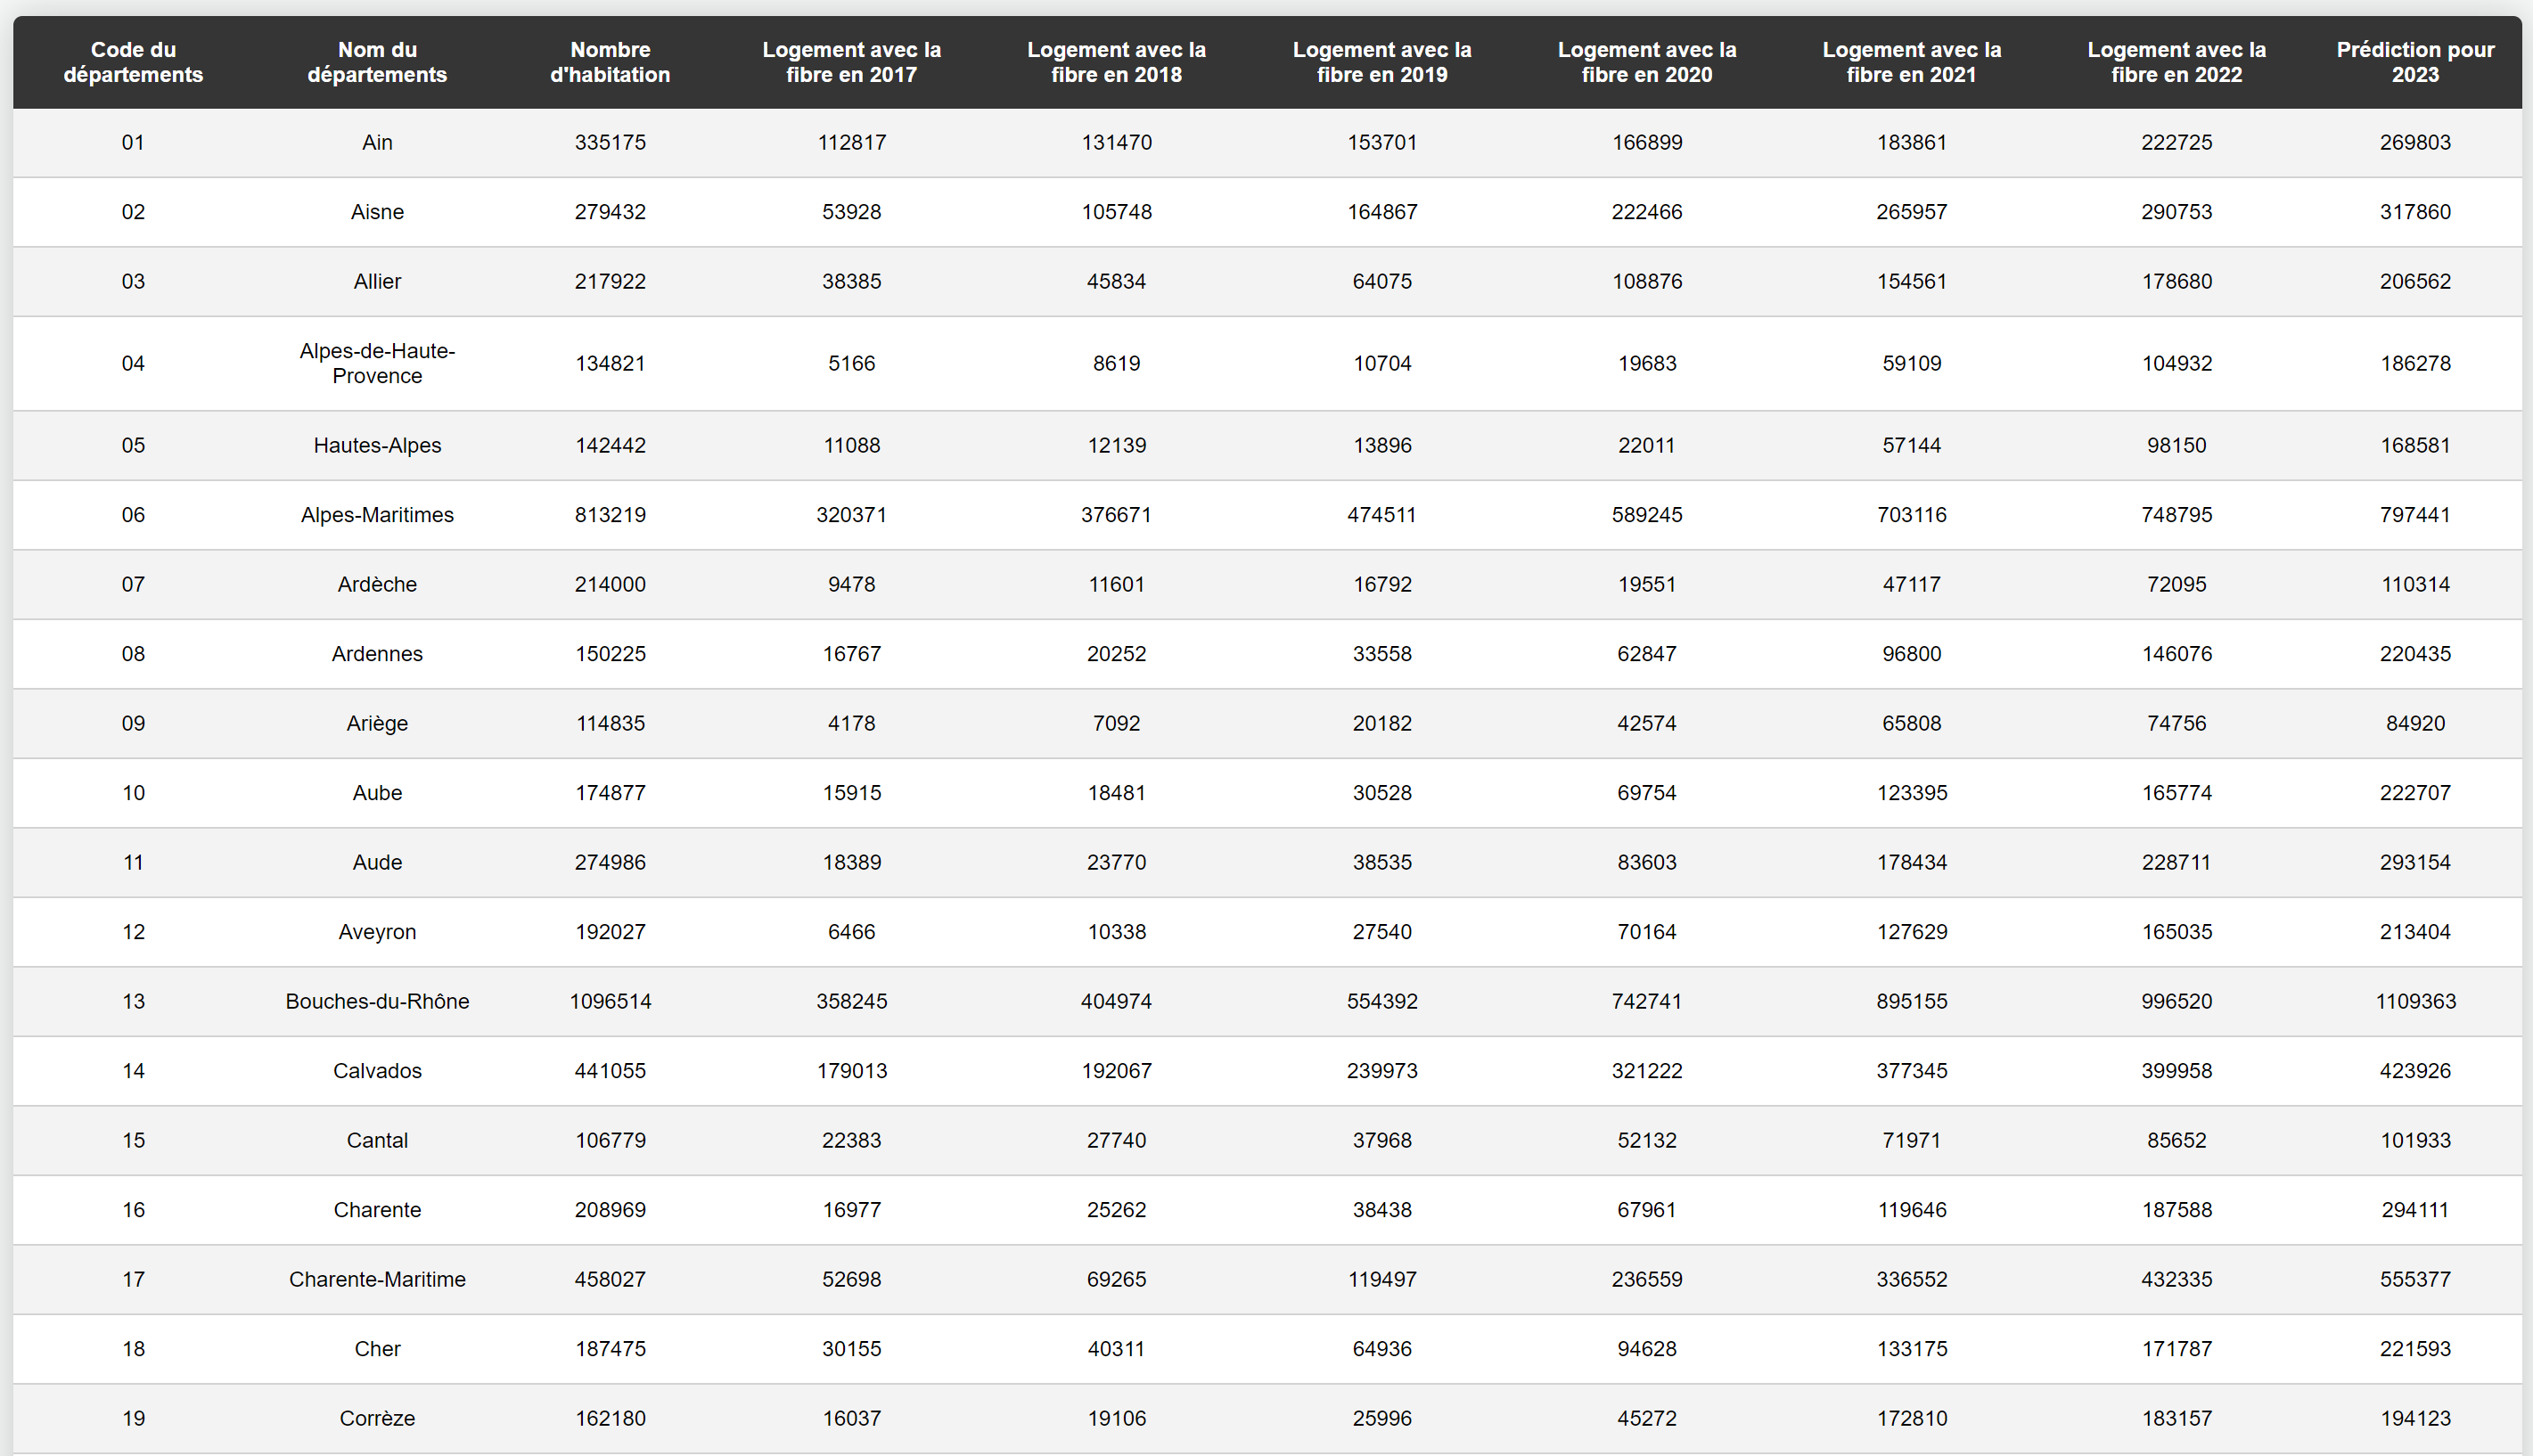 Code du départements Nom du départements Nombre d'habitation Logement avec la fibre en 2017 Logement avec la fibre en 2018 Logement avec la fibre en 2019 Logement avec la fibre en 2020 Logement avec la fibre en 2021 Logement avec la fibre en 2022 Prédiction pour 2023
01 Ain 335175 112817 131470 153701 166899 183861 222725 269803
02 Aisne 279432 53928 105748 164867 222466 265957 290753 317860
03 Allier 217922 38385 45834 64075 108876 154561 178680 206562
04 Alpes-de-Haute-Provence 134821 5166 8619 10704 19683 59109 104932 186278
05 Hautes-Alpes 142442 11088 12139 13896 22011 57144 98150 168581
06 Alpes-Maritimes 813219 320371 376671 474511 589245 703116 748795 797441
07 Ardèche 214000 9478 11601 16792 19551 47117 72095 110314
08 Ardennes 150225 16767 20252 33558 62847 96800 146076 220435
09 Ariège 114835 4178 7092 20182 42574 65808 74756 84920
10 Aube 174877 15915 18481 30528 69754 123395 165774 222707
11 Aude 274986 18389 23770 38535 83603 178434 228711 293154
12 Aveyron 192027 6466 10338 27540 70164 127629 165035 213404
13 Bouches-du-Rhône 1096514 358245 404974 554392 742741 895155 996520 1109363
14 Calvados 441055 179013 192067 239973 321222 377345 399958 423926
15 Cantal 106779 22383 27740 37968 52132 71971 85652 101933
16 Charente 208969 16977 25262 38438 67961 119646 187588 294111
17 Charente-Maritime 458027 52698 69265 119497 236559 336552 432335 555377
18 Cher 187475 30155 40311 64936 94628 133175 171787 221593
19 Corrèze 162180 16037 19106 25996 45272 172810 183157 194123